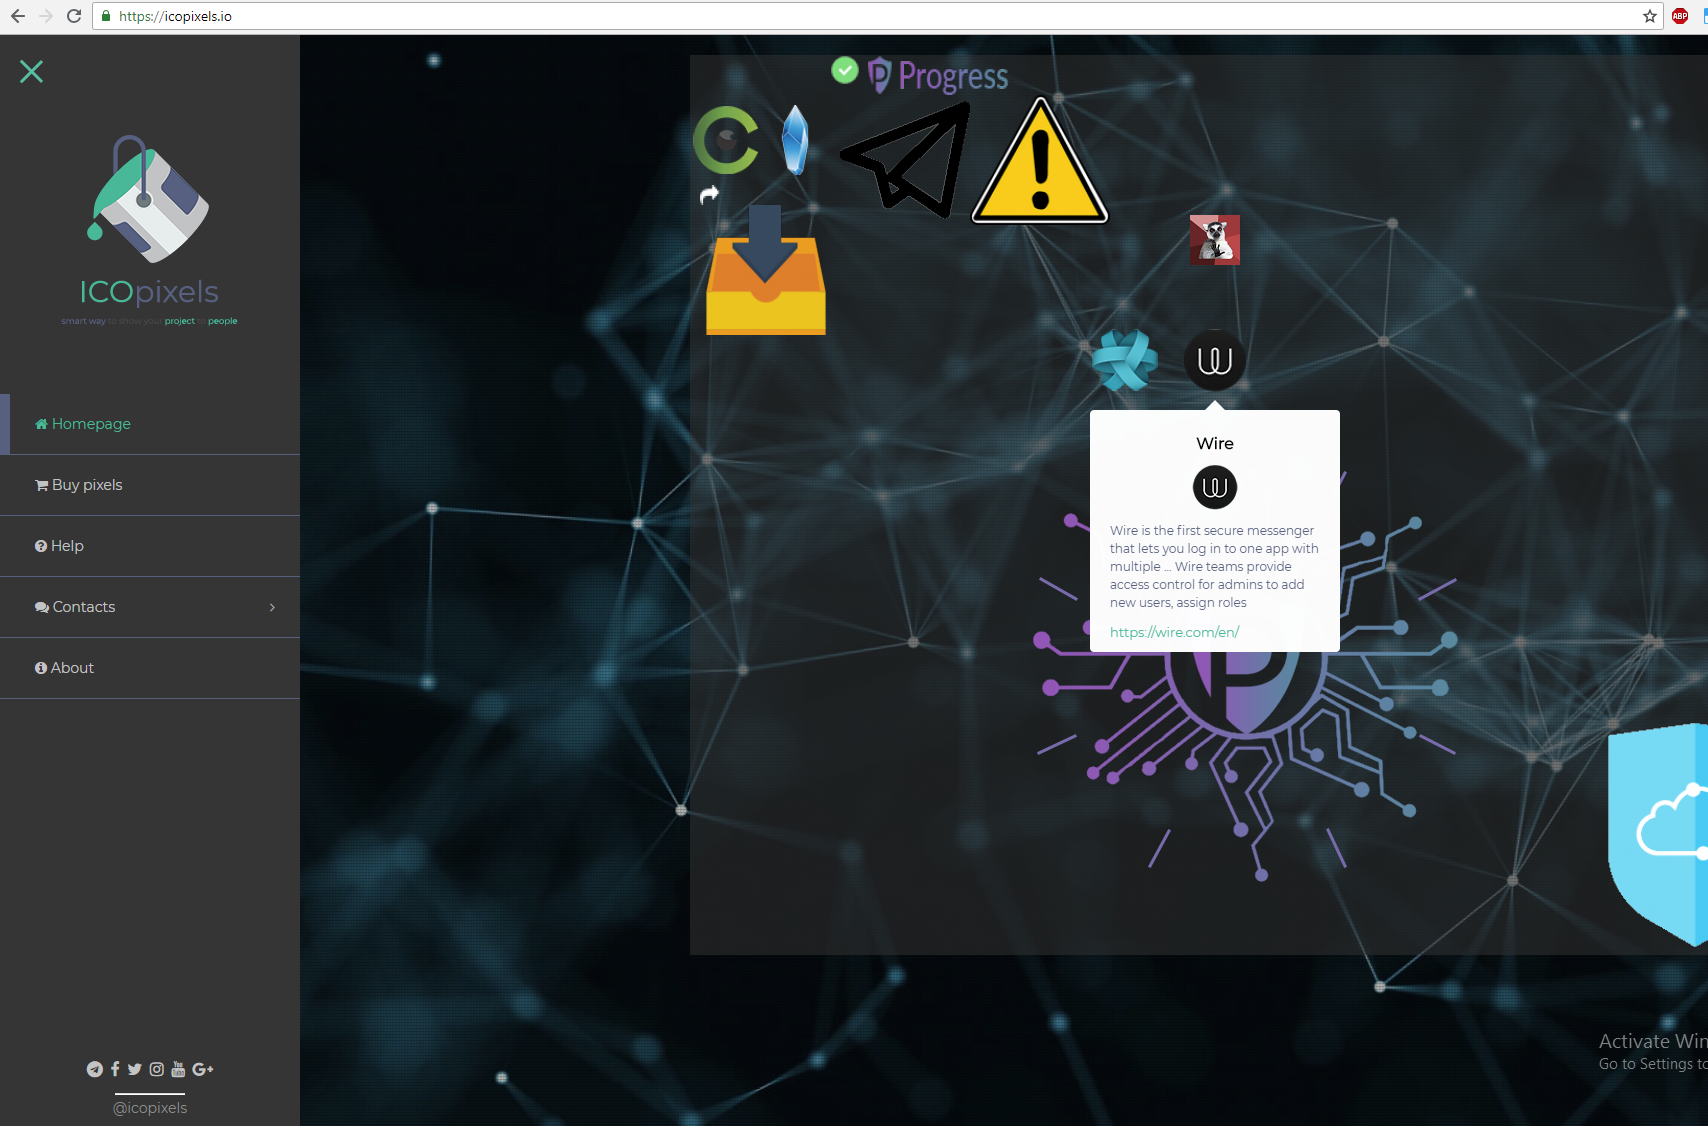 https://icopixels.io
ABP
Progress
ICOpixels
smart way to show your project to people
Homepage
Buy pixels
Help
Contacts
About
Wire
Wire is the first secure messenger
that lets you log in to one app with
multiple ... Wire teams provide
access control for admins to add
new users, assign roles
https://wire.com/en/
Activate Win
Go to Settings to
You
G+
@icopixels